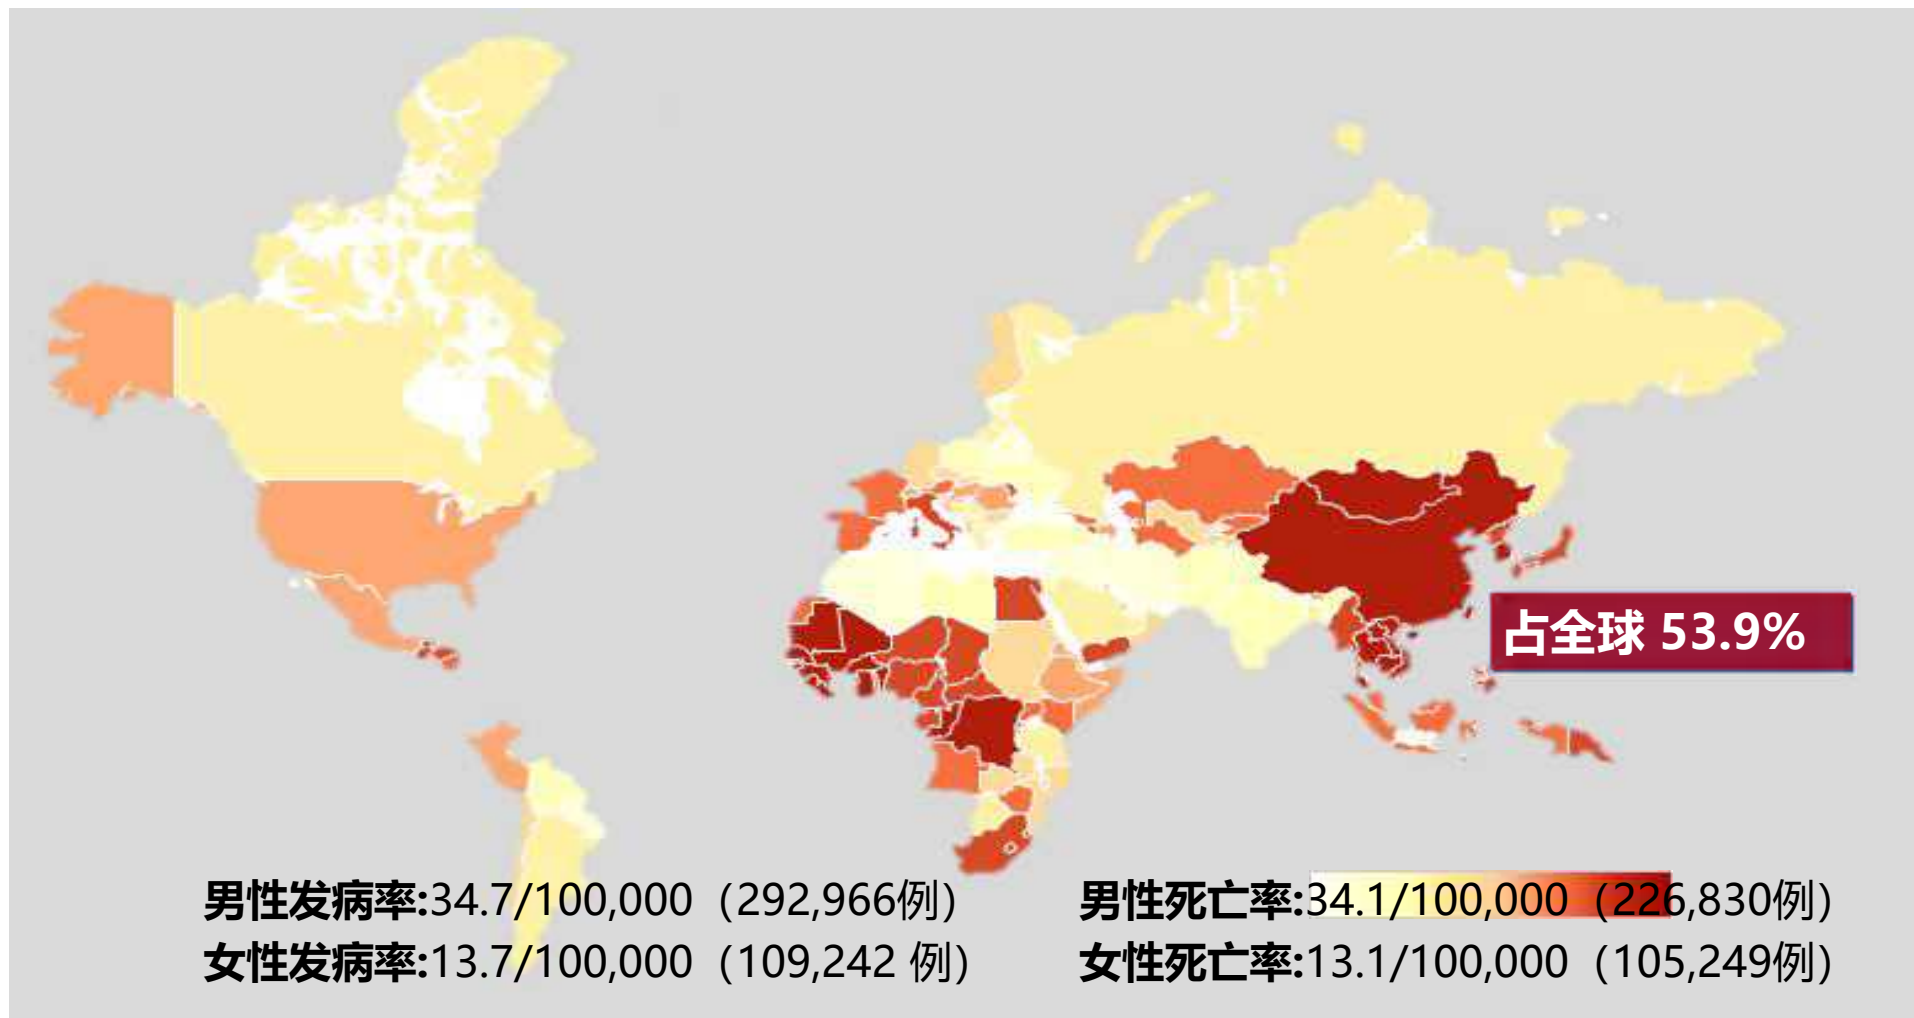 占全球 53.9%
男性发病率:34.7/100,000（292,966例）
女性发病率:13.7/100,000（109,242 例）
男性死亡率:34.1/100,000（226,830例）
女性死亡率:13.1/100,000（105,249例）